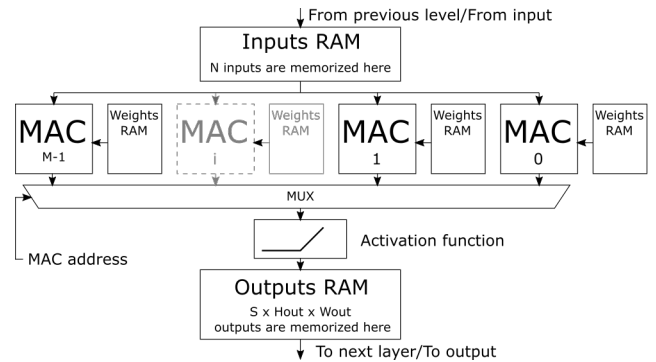 From previous level/From input
Inputs RAM
N inputs are memorized here
MAC
M-1
Weights
RAM
MAC
i
Weights
RAM
MAC
1
Weights
RAM
MAC
0
Weights
RAM
MUX
MAC address
Activation function
Outputs RAM
S x Hout x Wout
outputs are memorized here
To next layer/To output